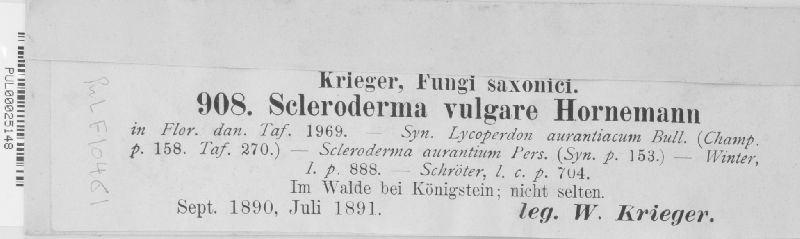 Krieger, Fungi saxonici.
908. Scleroderma vulgare Hornemann
in Flor. dan. Taf. 1969. — Syn. Lycoperdon aurantiacum Bull. (Champ.
p. 158. Taf. 270.) — Scleroderma aurantium Pers. (Syn. p. 153.) — Winter,
l. p. 888. — Schröter, l. c. p. 704.
Im Walde bei Königstein; nicht selten.
Sept. 1890, Juli 1891. leg. W. Krieger.
PUL00025148
PUL F10461